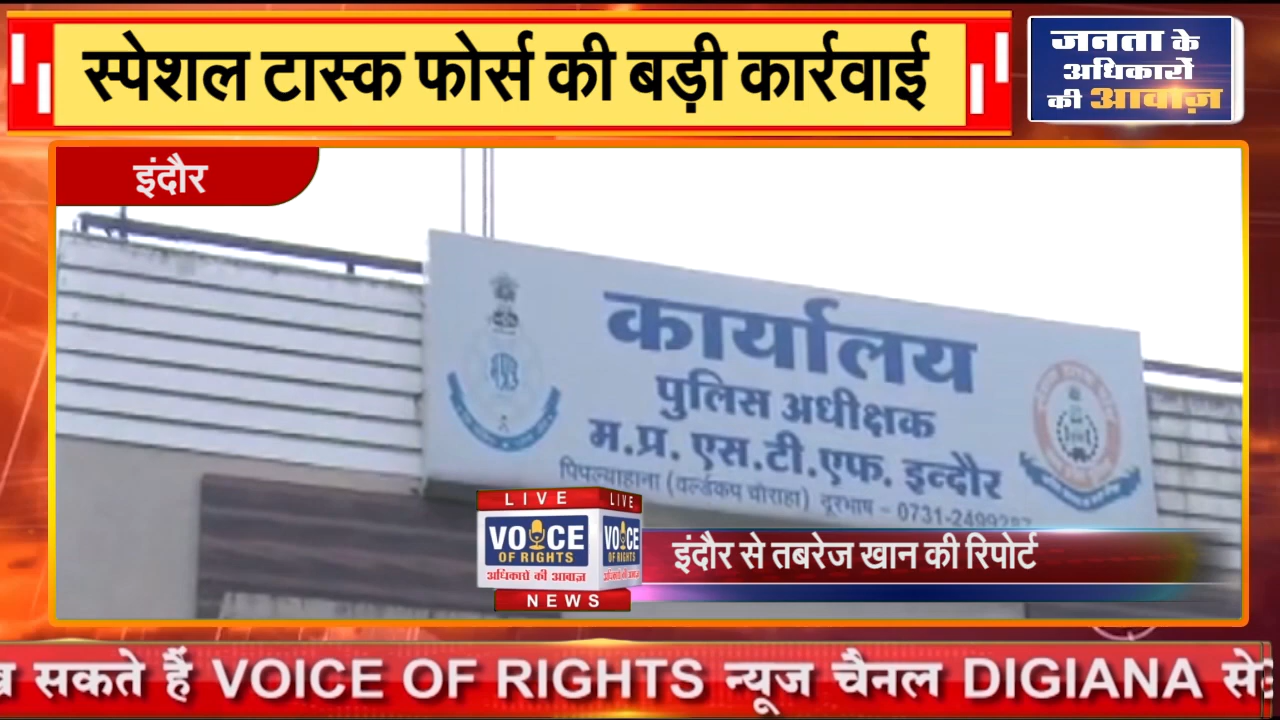 स्पेशल टास्क फोर्स की बड़ी कार्रवाई
जनता के
अधिकारों
की आवाज़
इंदौर
कार्यालय
पुलिस अधीक्षक
म.प्र. एस.टी.एफ. इन्दौर
पिपल्याहाना (वर्ल्डकप चौराहा) दूरभाष - 0731-2499287
LIVE
LIVE
VOICE
OF RIGHTS
अधिकारों की आवाज़
VOICE
OF RIGHTS
NEWS
इंदौर से तबरेज खान की रिपोर्ट
सकते हैं VOICE OF RIGHTS न्यूज चैनल DIGIANA से